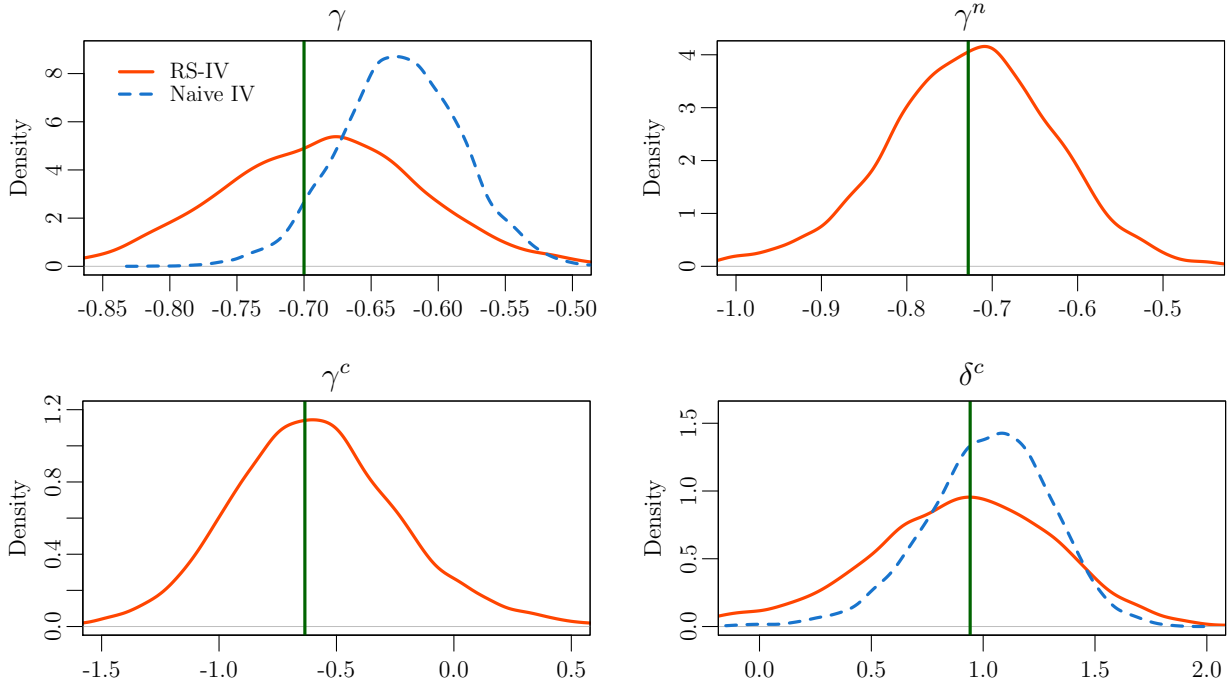 γ
RS-IV
Naive IV
Density
0 2 4 6 8
-0.85 -0.80 -0.75 -0.70 -0.65 -0.60 -0.55 -0.50
γⁿ
Density
0 1 2 3 4
-1.0 -0.9 -0.8 -0.7 -0.6 -0.5
γᶜ
Density
0.0 0.4 0.8 1.2
-1.5 -1.0 -0.5 0.0 0.5
δᶜ
Density
0.0 0.5 1.0 1.5
0.0 0.5 1.0 1.5 2.0